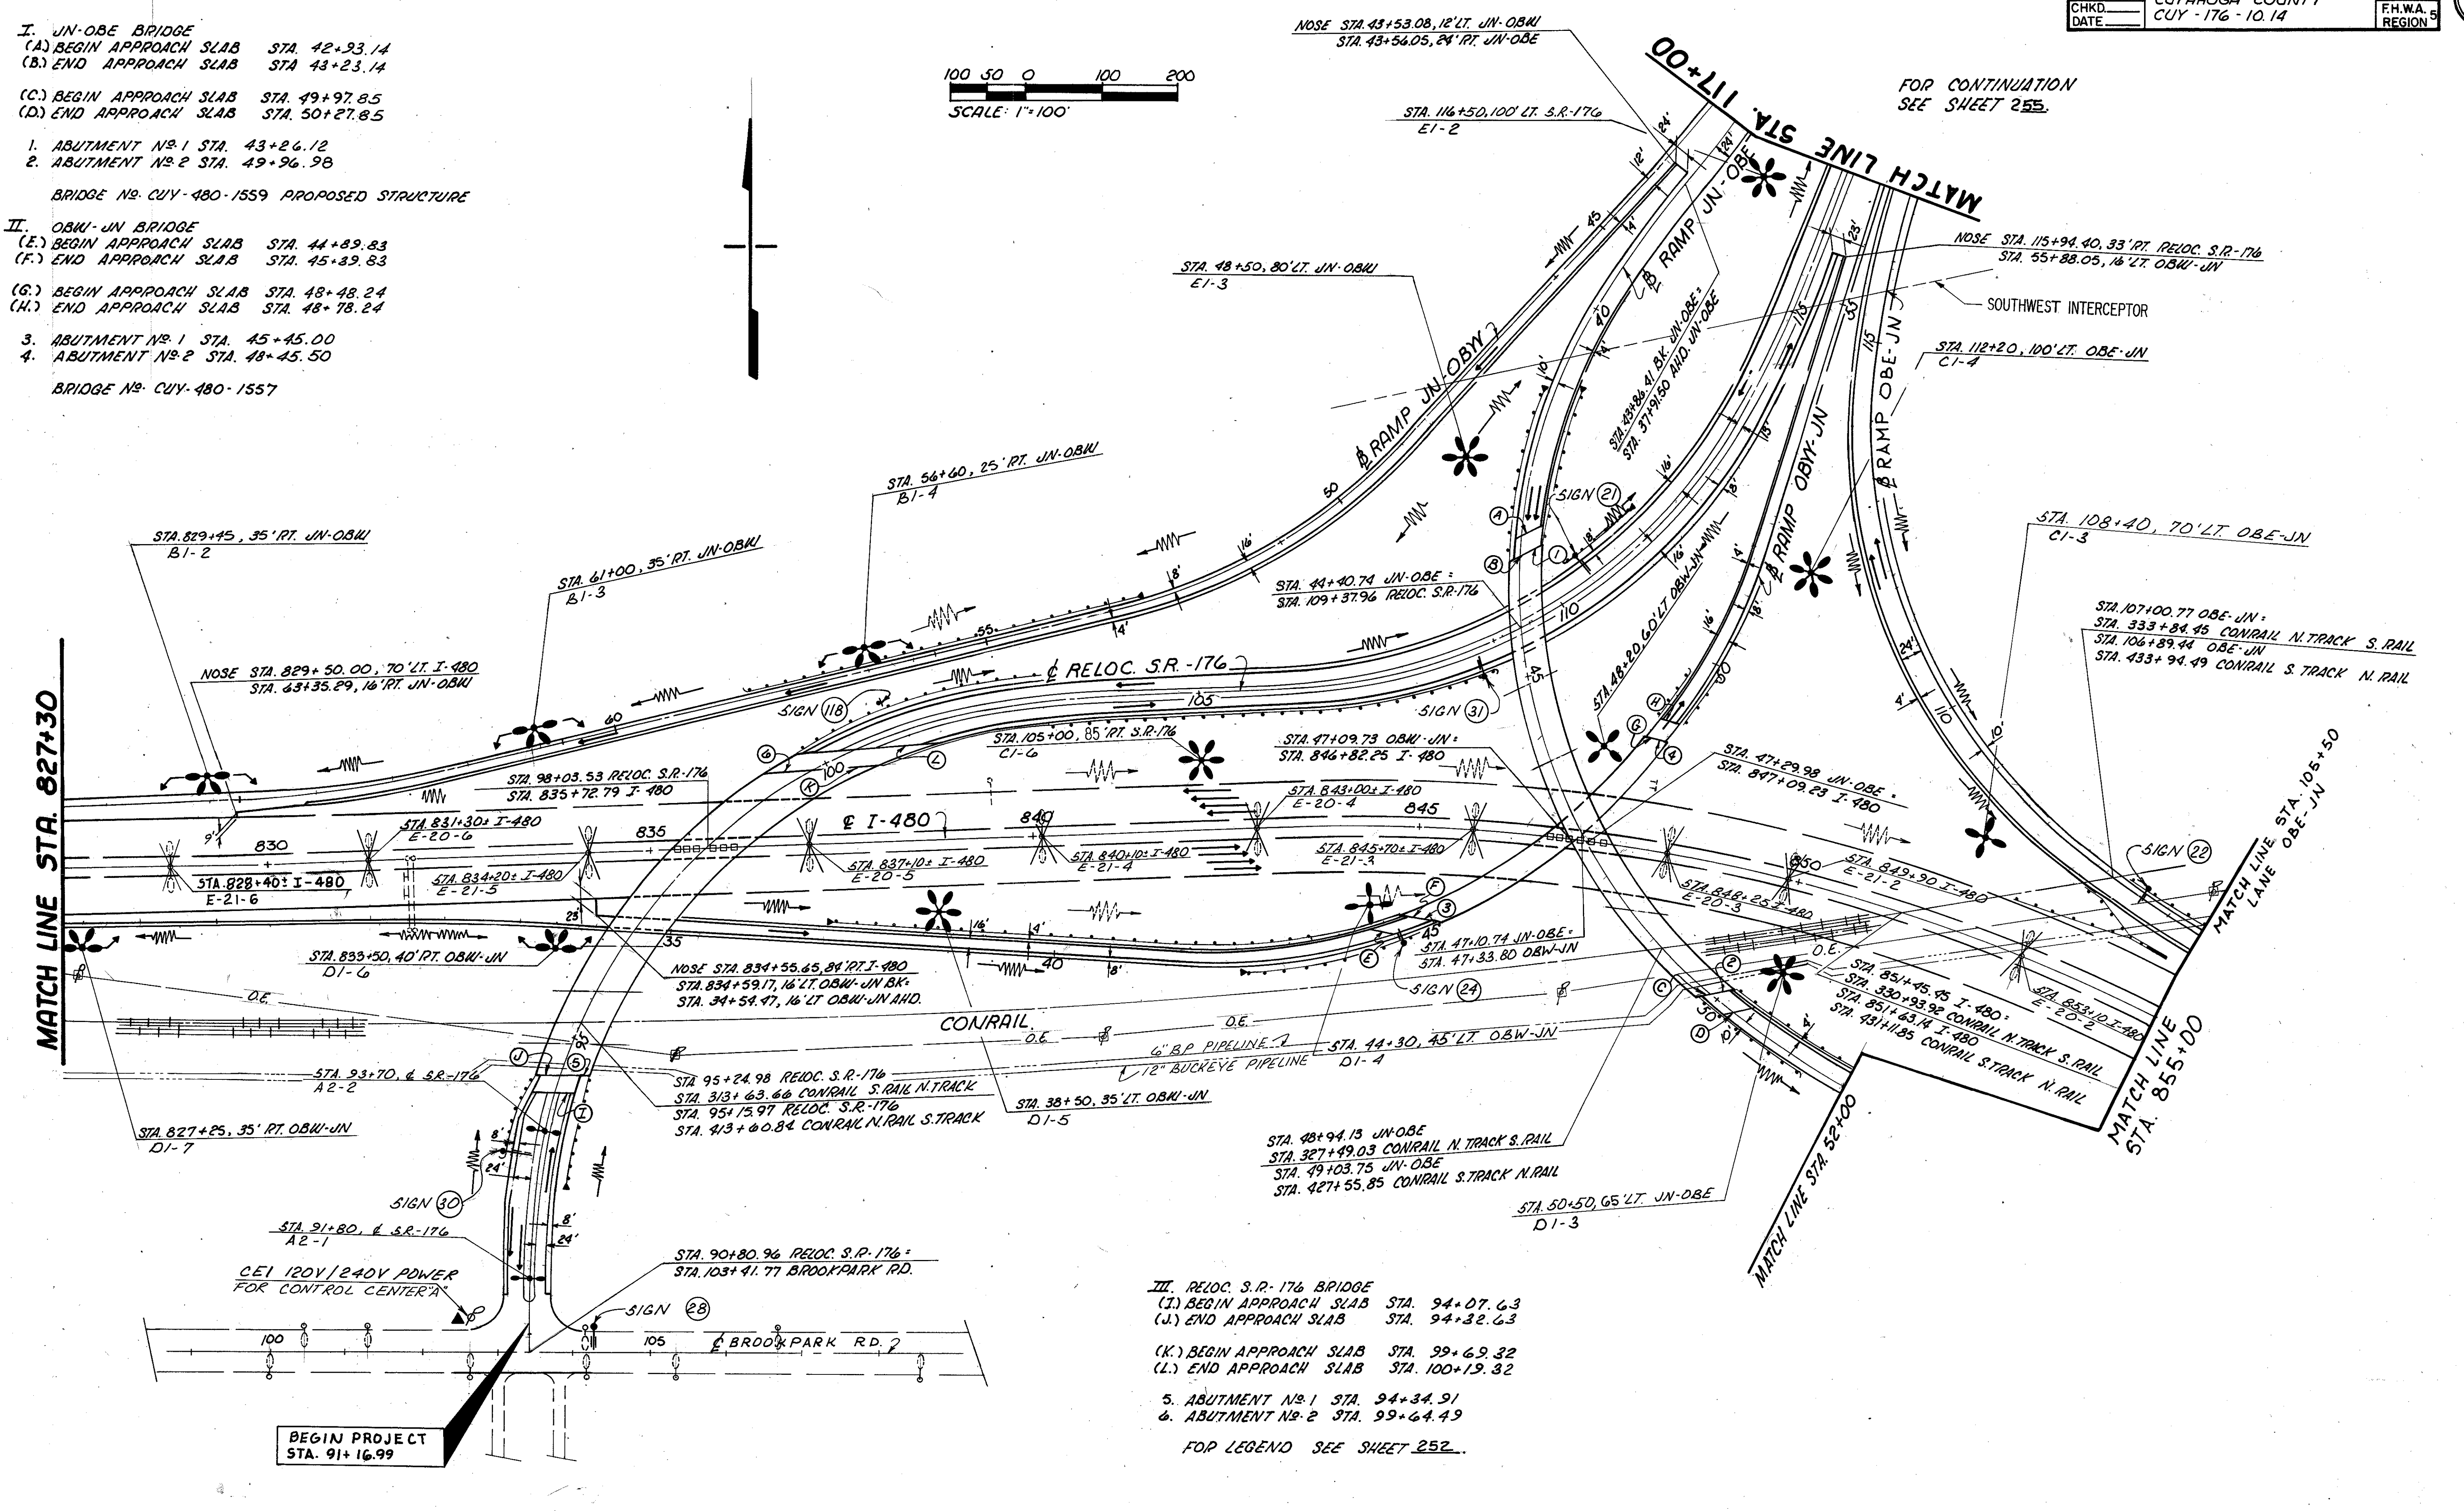 I. JN-OBE BRIDGE
(A.) BEGIN APPROACH SLAB STA. 42+93.14
(B.) END APPROACH SLAB STA 43+23.14
(C.) BEGIN APPROACH SLAB STA. 49+97.85
(D.) END APPROACH SLAB STA. 50+27.85
1. ABUTMENT Nº 1 STA. 43+26.12
2. ABUTMENT Nº 2 STA. 49+96.98
BRIDGE Nº CUY-480-1559 PROPOSED STRUCTURE
II. OBW-JN BRIDGE
(E.) BEGIN APPROACH SLAB STA. 44+89.83
(F.) END APPROACH SLAB STA. 45+39.83
(G.) BEGIN APPROACH SLAB STA. 48+48.24
(H.) END APPROACH SLAB STA. 48+78.24
3. ABUTMENT Nº 1 STA. 45+45.00
4. ABUTMENT Nº 2 STA. 48+45.50
BRIDGE Nº CUY-480-1557
100 50 0 100 200
SCALE: 1"=100'
NOSE STA. 43+53.08, 12' LT. JN-OBW
STA. 43+56.05, 24' RT. JN-OBE
STA. 116+50, 100' LT. S.R.-176
E1-2
CHKD.
DATE
CUY-176-10.14
F.H.W.A. 5
REGION
FOR CONTINUATION
SEE SHEET 255.
MATCH LINE STA. 117+00
STA. 48+50, 80' LT. JN-OBW
E1-3
NOSE STA. 115+94.40, 33' RT. RELOC. S.R.-176
STA. 55+88.05, 16' LT. OBW-JN
SOUTHWEST INTERCEPTOR
STA. 112+20, 100' LT. OBE-JN
C1-4
RAMP JN-OBW
RAMP JN-OBE
RAMP OBW-JN
RAMP OBE-JN
STA. 43+86.41 BK. JN-OBE=
STA. 37+91.50 AHD. JN-OBE
STA. 56+60, 25' RT. JN-OBW
B1-4
STA. 829+45, 35' RT. JN-OBW
B1-2
STA. 61+00, 35' RT. JN-OBW
B1-3
SIGN 21
STA. 108+40, 70' LT. OBE-JN
C1-3
STA. 44+40.74 JN-OBE =
STA. 109+37.96 RELOC. S.R.-176
STA. 107+00.77 OBE-JN =
STA. 333+84.45 CONRAIL N. TRACK S. RAIL
STA. 106+89.44 OBE-JN
STA. 433+94.49 CONRAIL S. TRACK N. RAIL
NOSE STA. 829+50.00, 70' LT. I-480
STA. 63+35.29, 16' RT. JN-OBW
MATCH LINE STA. 827+30
℄ RELOC. S.R.-176
SIGN 118
SIGN 31
STA. 48+20, 60' LT OBW-JN
STA. 105+00, 85' RT. S.R-176
C1-6
STA. 47+09.73 OBW-JN=
STA. 846+82.25 I-480
STA. 47+29.98 JN-OBE =
STA. 847+09.23 I-480
STA. 98+03.53 RELOC. S.R.-176
STA. 835+72.79 I-480
℄ I-480
830 835 840 845 850
STA. 831+30± I-480
E-20-6
STA. 843+00± I-480
E-20-4
STA. 828+40± I-480
E-21-6
STA. 834+20± I-480
E-21-5
STA. 837+10± I-480
E-20-5
STA. 840+10± I-480
E-21-4
STA. 845+70± I-480
E-21-3
STA. 848+25± I-480
E-20-3
STA. 849+90 I-480
E-21-2
SIGN 22
MATCH LINE STA. 105+50
LANE OBE-JN
STA. 833+50, 40' RT. OBW-JN
D1-6
NOSE STA. 834+55.65, 84' RT. I-480
STA. 834+59.17, 16' LT. OBW-JN BK=
STA. 34+54.47, 16' LT OBW-JN AHD.
STA. 47+10.74 JN-OBE=
STA. 47+33.80 OBW-JN
SIGN 24
STA. 851+45.45 I-480=
STA. 330+93.92 CONRAIL N. TRACK S. RAIL
STA. 851+63.14 I-480
STA. 431+11.85 CONRAIL S. TRACK N. RAIL
STA. 853+10 I-480
E-20-2
O.E.
CONRAIL
O.E.
O.E.
O.E.
6" BP PIPELINE
12" BUCKEYE PIPELINE
STA. 44+30, 45' LT. OBW-JN
D1-4
STA. 93+70, ℄ S.R.-176
A2-2
STA 95+24.98 RELOC. S.R.-176
STA. 313+63.66 CONRAIL S. RAIL N. TRACK
STA. 95+15.97 RELOC. S.R.-176
STA. 413+60.84 CONRAIL N. RAIL S. TRACK
STA. 38+50, 35' LT. OBW-JN
D1-5
MATCH LINE
STA. 855+00
STA. 827+25, 35' RT. OBW-JN
D1-7
STA. 48+94.13 JN-OBE
STA. 327+49.03 CONRAIL N. TRACK S. RAIL
STA. 49+03.75 JN-OBE
STA. 427+55.85 CONRAIL S. TRACK N. RAIL
MATCH LINE STA. 52+00
STA. 50+50, 65' LT. JN-OBE
D1-3
SIGN 30
STA. 91+80, ℄ S.R.-176
A2-1
CEI 120V/240V POWER
FOR CONTROL CENTER "A"
STA. 90+80.96 RELOC. S.R.-176=
STA. 103+41.77 BROOKPARK RD.
SIGN 28
100 105 ℄ BROOKPARK RD.
BEGIN PROJECT
STA. 91+16.99
III. RELOC. S.R.-176 BRIDGE
(I.) BEGIN APPROACH SLAB STA. 94+07.63
(J.) END APPROACH SLAB STA. 94+32.63
(K.) BEGIN APPROACH SLAB STA. 99+69.32
(L.) END APPROACH SLAB STA. 100+19.32
5. ABUTMENT Nº 1 STA. 94+34.91
6. ABUTMENT Nº 2 STA. 99+64.49
FOR LEGEND SEE SHEET 252.